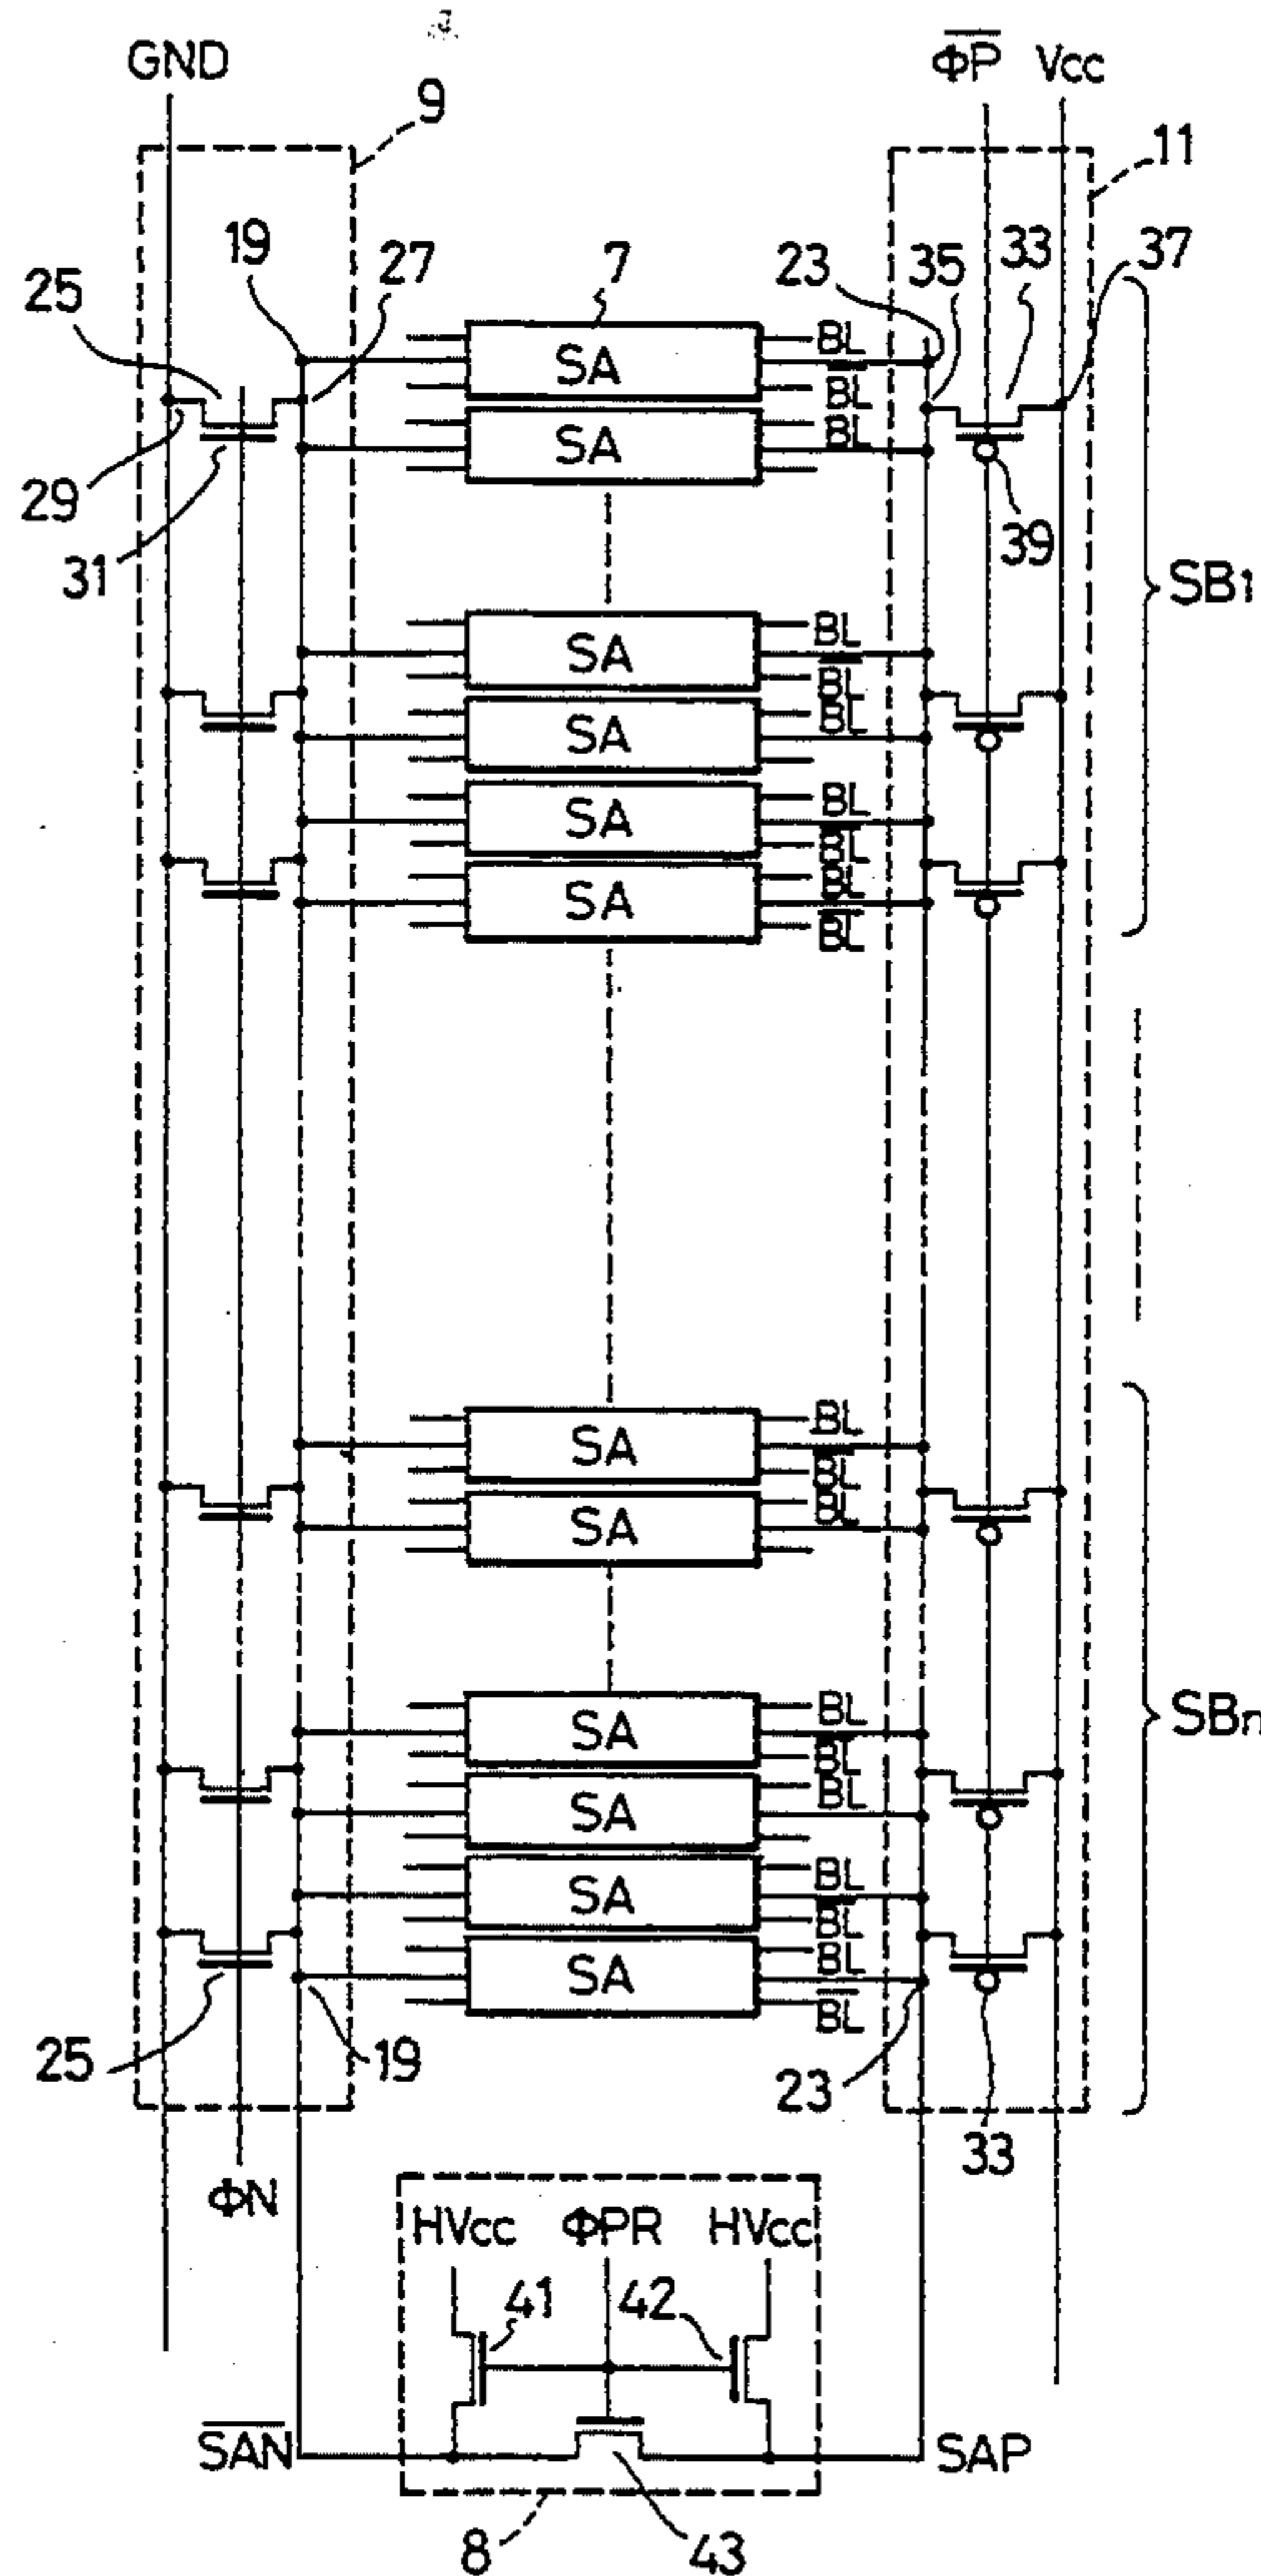 GND ΦP Vcc
9 11
19 27 7 23 35 33 37
25
SA BL
BL
SA BL
29 31 39
SB1
SA BL
BL
SA BL
SA BL
BL
SA BL
BL
SA BL
BL
SA BL
SBn
SA BL
BL
SA BL
SA BL
BL
SA BL
BL
25 19 23 33
ΦN
HVcc ΦPR HVcc
41 42
SAN SAP
8 43